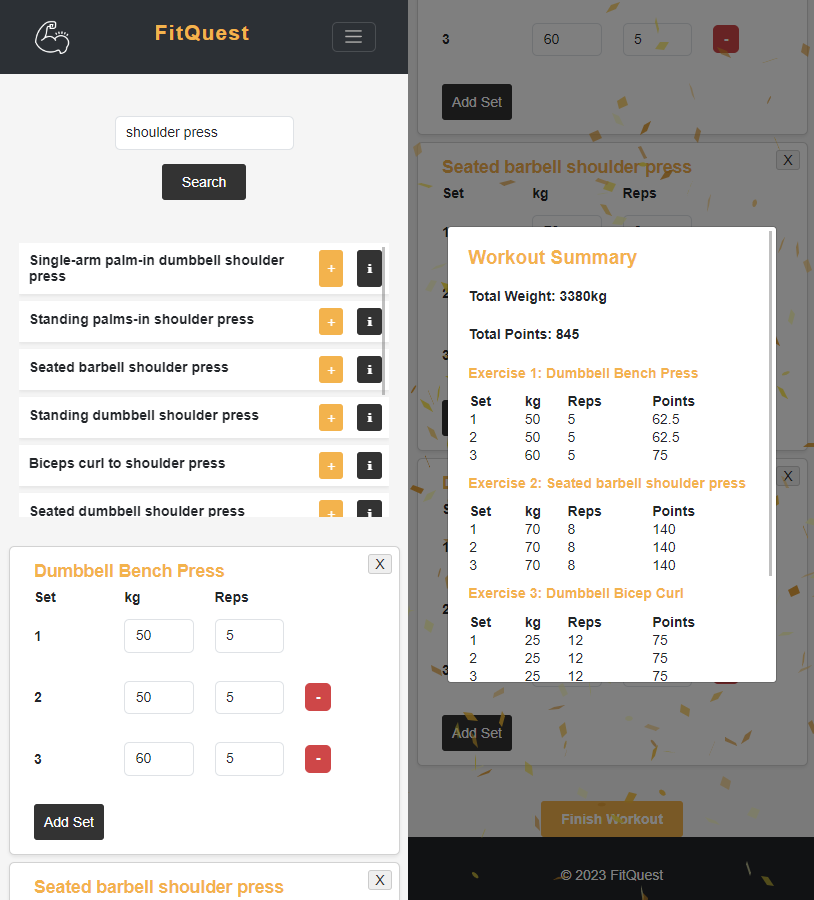 FitQuest
shoulder press
Search
Single-arm palm-in dumbbell shoulder
press
+ i
Standing palms-in shoulder press + i
Seated barbell shoulder press + i
Standing dumbbell shoulder press + i
Biceps curl to shoulder press + i
Seated dumbbell shoulder press + i
Dumbbell Bench Press X
Set kg Reps
1 50 5
2 50 5 -
3 60 5 -
Add Set
Seated barbell shoulder press X
3 60 5 -
Add Set
Seated barbell shoulder press X
Set kg Reps
1
2
3
X
1
2
3
Add Set
Finish Workout
© 2023 FitQuest
Workout Summary
Total Weight: 3380kg
Total Points: 845
Exercise 1: Dumbbell Bench Press
Set kg Reps Points
1 50 5 62.5
2 50 5 62.5
3 60 5 75
Exercise 2: Seated barbell shoulder press
Set kg Reps Points
1 70 8 140
2 70 8 140
3 70 8 140
Exercise 3: Dumbbell Bicep Curl
Set kg Reps Points
1 25 12 75
2 25 12 75
3 25 12 75